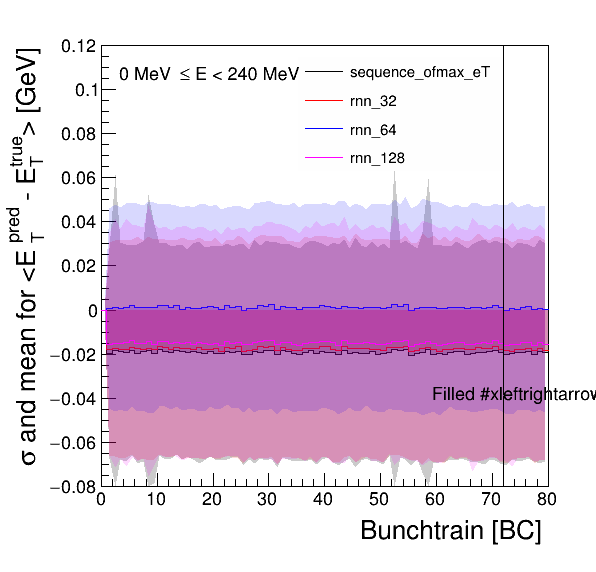 0.12
0.1
0.08
0.06
0.04
0.02
0
−0.02
−0.04
−0.06
−0.08
σ and mean for <E_T^pred - E_T^true> [GeV]
0 MeV ≤ E < 240 MeV
sequence_ofmax_eT
rnn_32
rnn_64
rnn_128
Filled #xleftrightarrow
0 10 20 30 40 50 60 70 80
Bunchtrain [BC]